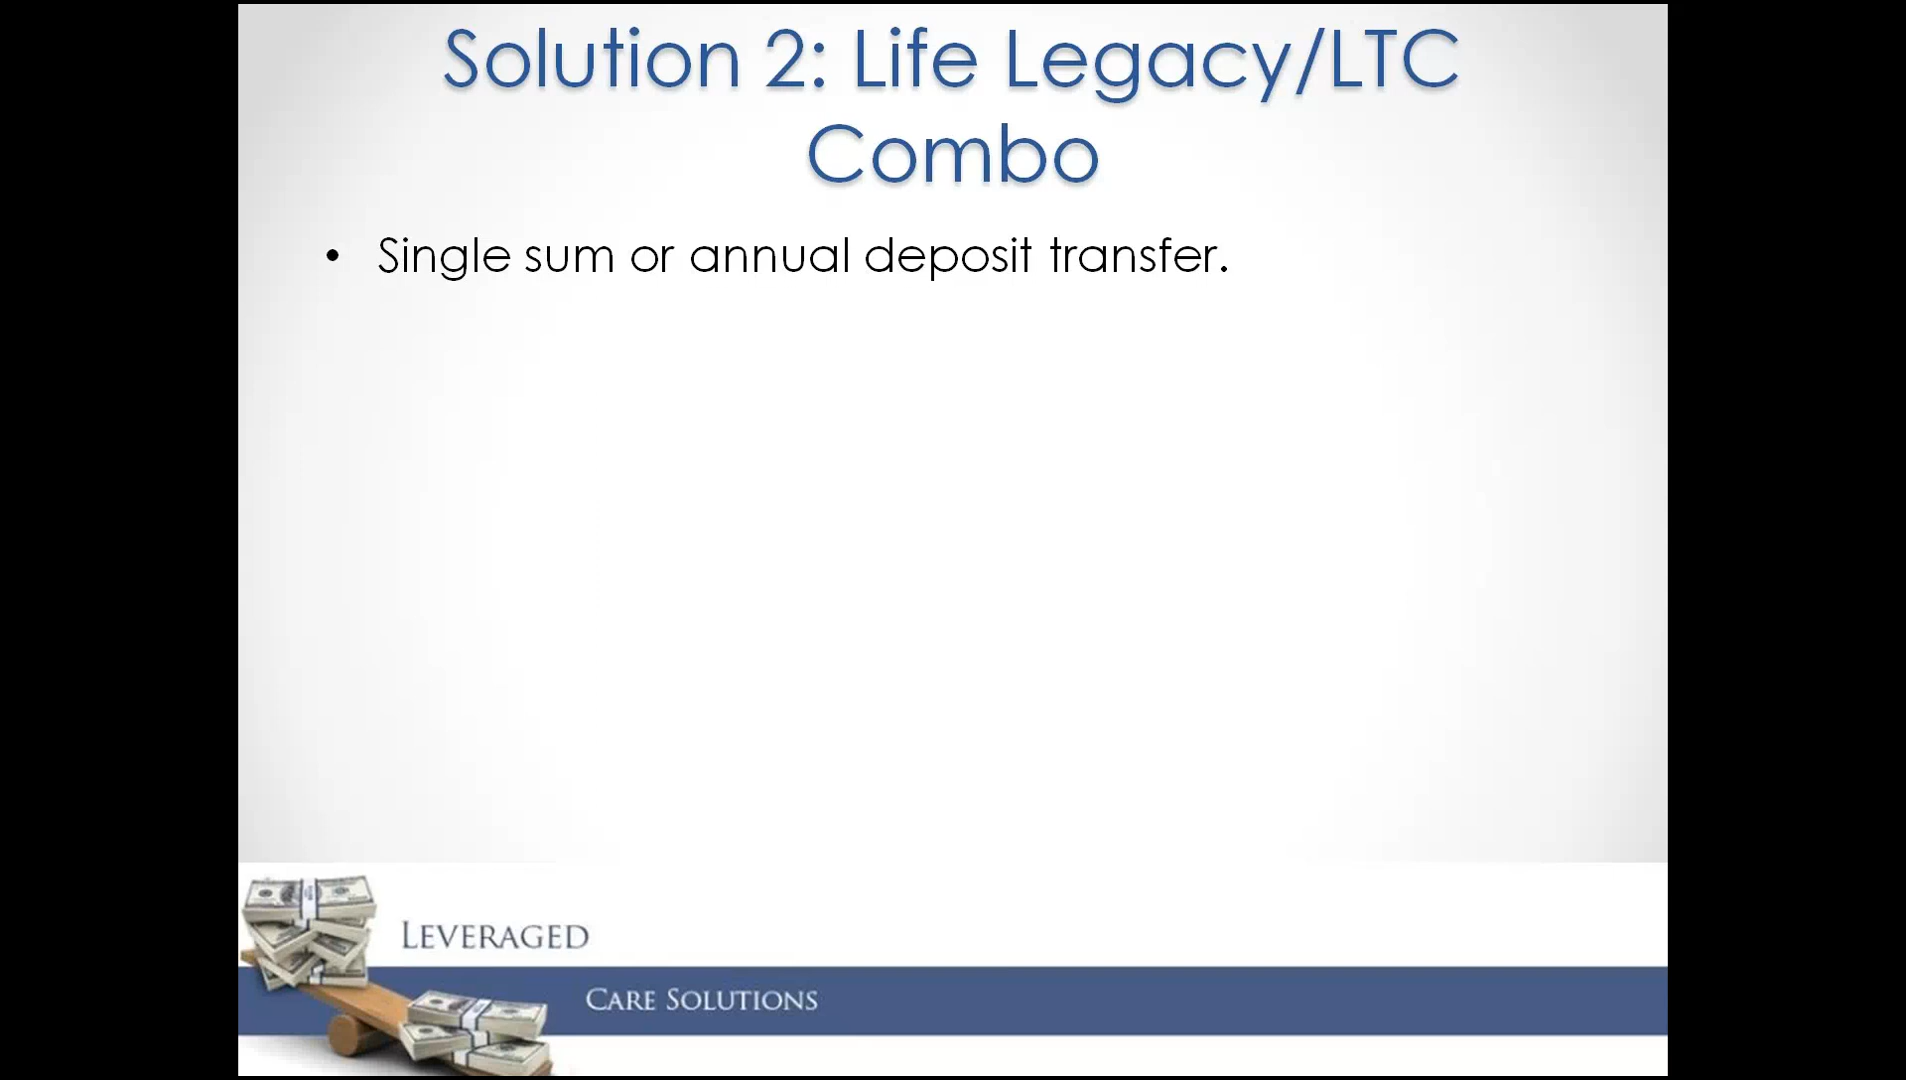 Solution 2: Life Legacy/LTC
Combo
• Single sum or annual deposit transfer.
LEVERAGED
CARE SOLUTIONS